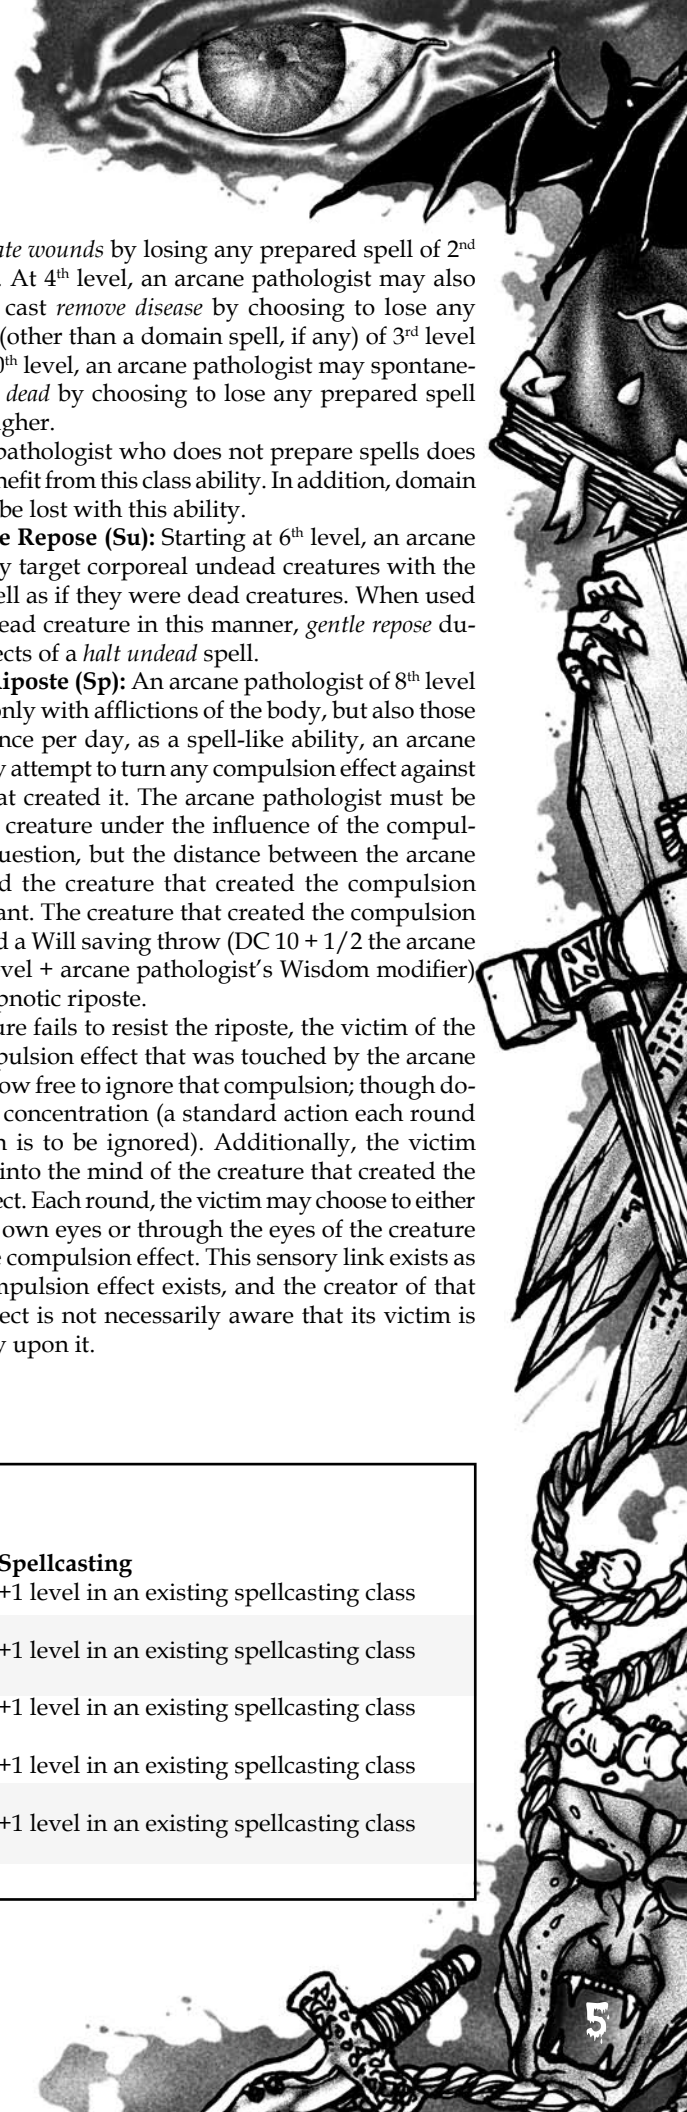 ate wounds by losing any prepared spell of 2nd
. At 4th level, an arcane pathologist may also
cast remove disease by choosing to lose any
(other than a domain spell, if any) of 3rd level
0th level, an arcane pathologist may spontane-
dead by choosing to lose any prepared spell
gher.
pathologist who does not prepare spells does
nefit from this class ability. In addition, domain
be lost with this ability.
e Repose (Su): Starting at 6th level, an arcane
y target corporeal undead creatures with the
ell as if they were dead creatures. When used
ead creature in this manner, gentle repose du-
ects of a halt undead spell.
Riposte (Sp): An arcane pathologist of 8th level
only with afflictions of the body, but also those
nce per day, as a spell-like ability, an arcane
y attempt to turn any compulsion effect against
at created it. The arcane pathologist must be
creature under the influence of the compul-
uestion, but the distance between the arcane
d the creature that created the compulsion
ant. The creature that created the compulsion
d a Will saving throw (DC 10 + 1/2 the arcane
vel + arcane pathologist's Wisdom modifier)
pnotic riposte.
ure fails to resist the riposte, the victim of the
pulsion effect that was touched by the arcane
ow free to ignore that compulsion; though do-
concentration (a standard action each round
n is to be ignored). Additionally, the victim
into the mind of the creature that created the
ect. Each round, the victim may choose to either
own eyes or through the eyes of the creature
e compulsion effect. This sensory link exists as
mpulsion effect exists, and the creator of that
ect is not necessarily aware that its victim is
y upon it.
Spellcasting
+1 level in an existing spellcasting class
+1 level in an existing spellcasting class
+1 level in an existing spellcasting class
+1 level in an existing spellcasting class
+1 level in an existing spellcasting class
5